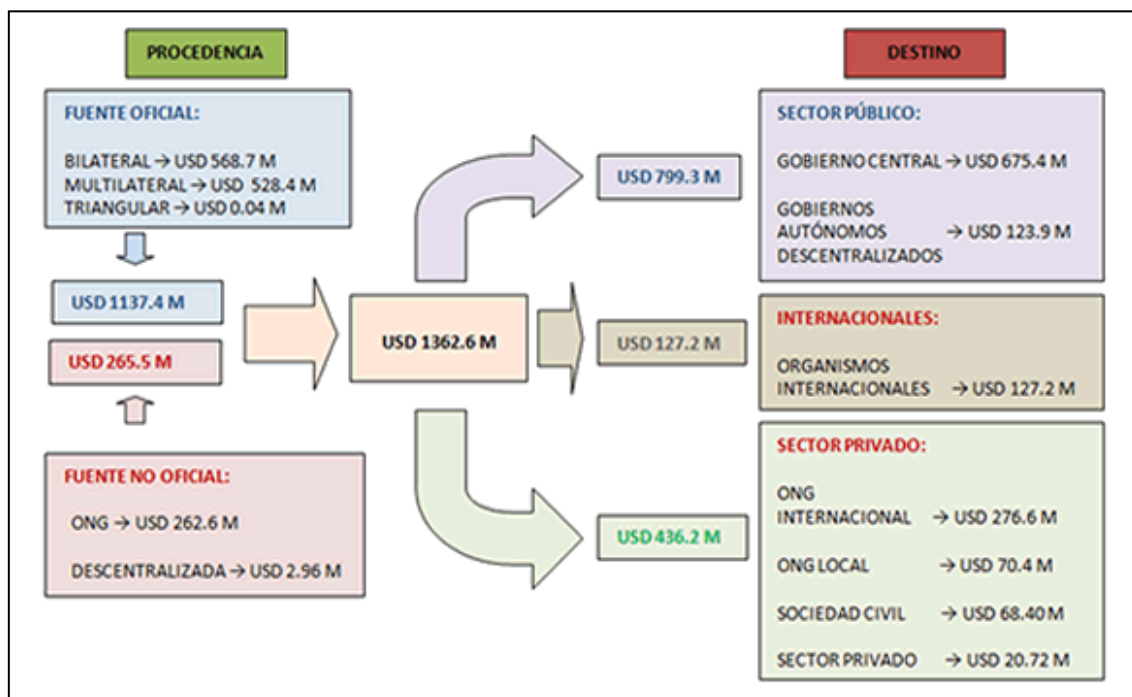 PROCEDENCIA
FUENTE OFICIAL:
BILATERAL → USD 568.7 M
MULTILATERAL → USD 528.4 M
TRIANGULAR → USD 0.04 M
USD 1137.4 M
USD 265.5 M
FUENTE NO OFICIAL:
ONG → USD 262.6 M
DESCENTRALIZADA → USD 2.96 M
USD 1362.6 M
USD 799.3 M
USD 127.2 M
USD 436.2 M
DESTINO
SECTOR PÚBLICO:
GOBIERNO CENTRAL → USD 675.4 M
GOBIERNOS
AUTÓNOMOS → USD 123.9 M
DESCENTRALIZADOS
INTERNACIONALES:
ORGANISMOS
INTERNACIONALES → USD 127.2 M
SECTOR PRIVADO:
ONG
INTERNACIONAL → USD 276.6 M
ONG LOCAL → USD 70.4 M
SOCIEDAD CIVIL → USD 68.40 M
SECTOR PRIVADO → USD 20.72 M